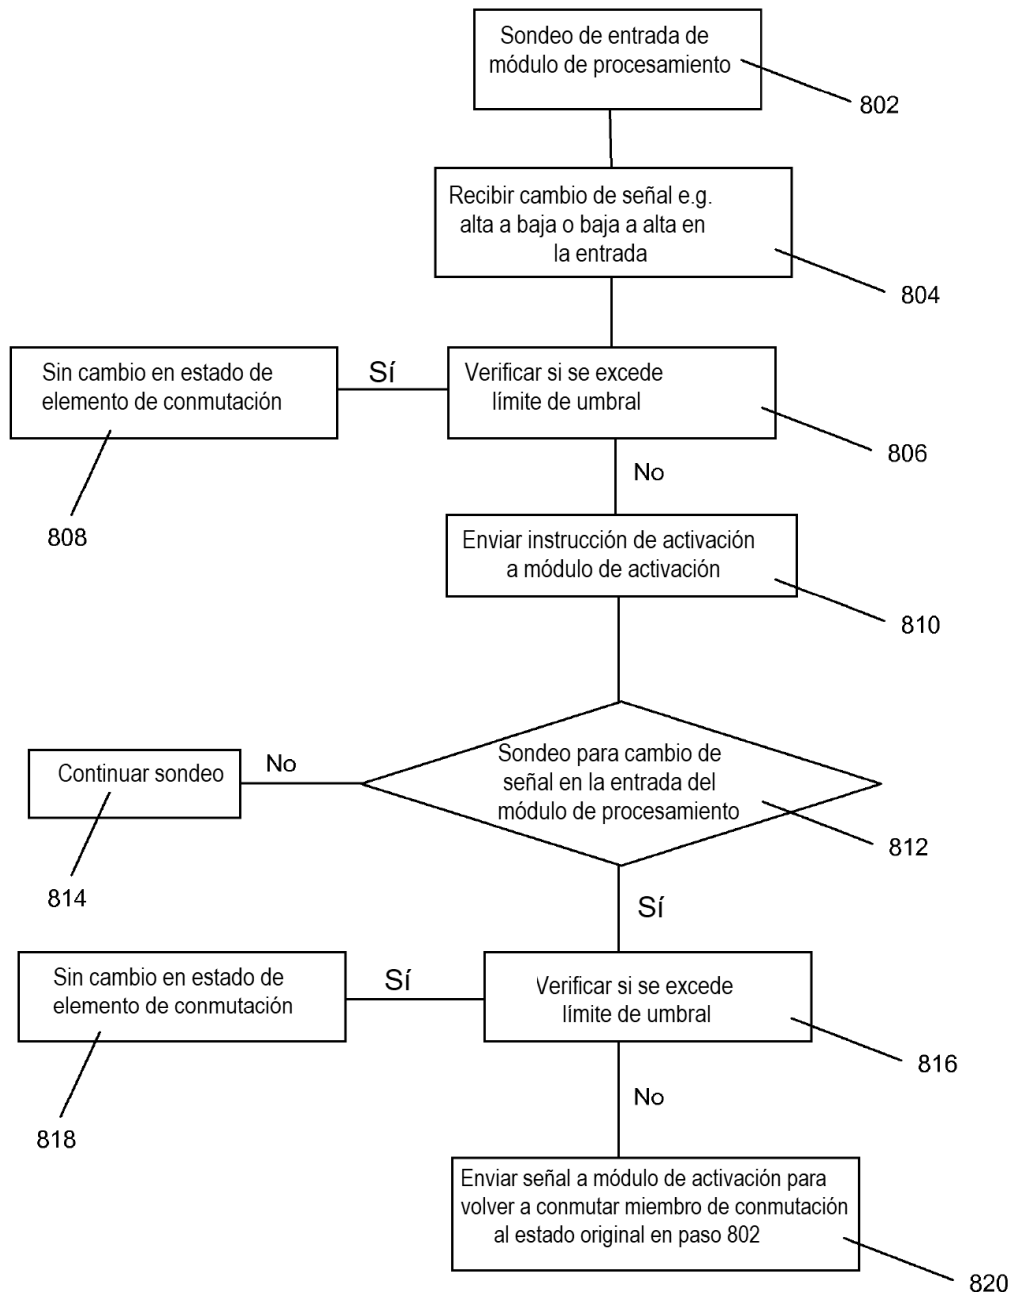 Sondeo de entrada de
módulo de procesamiento
802
Recibir cambio de señal e.g.
alta a baja o baja a alta en
la entrada
804
Sin cambio en estado de
elemento de conmutación
Sí
Verificar si se excede
límite de umbral
806
808
No
Enviar instrucción de activación
a módulo de activación
810
Sondeo para cambio de
señal en la entrada del
módulo de procesamiento
812
No
Continuar sondeo
814
Sí
Sin cambio en estado de
elemento de conmutación
Sí
Verificar si se excede
límite de umbral
816
818
No
Enviar señal a módulo de activación para
volver a conmutar miembro de conmutación
al estado original en paso 802
820